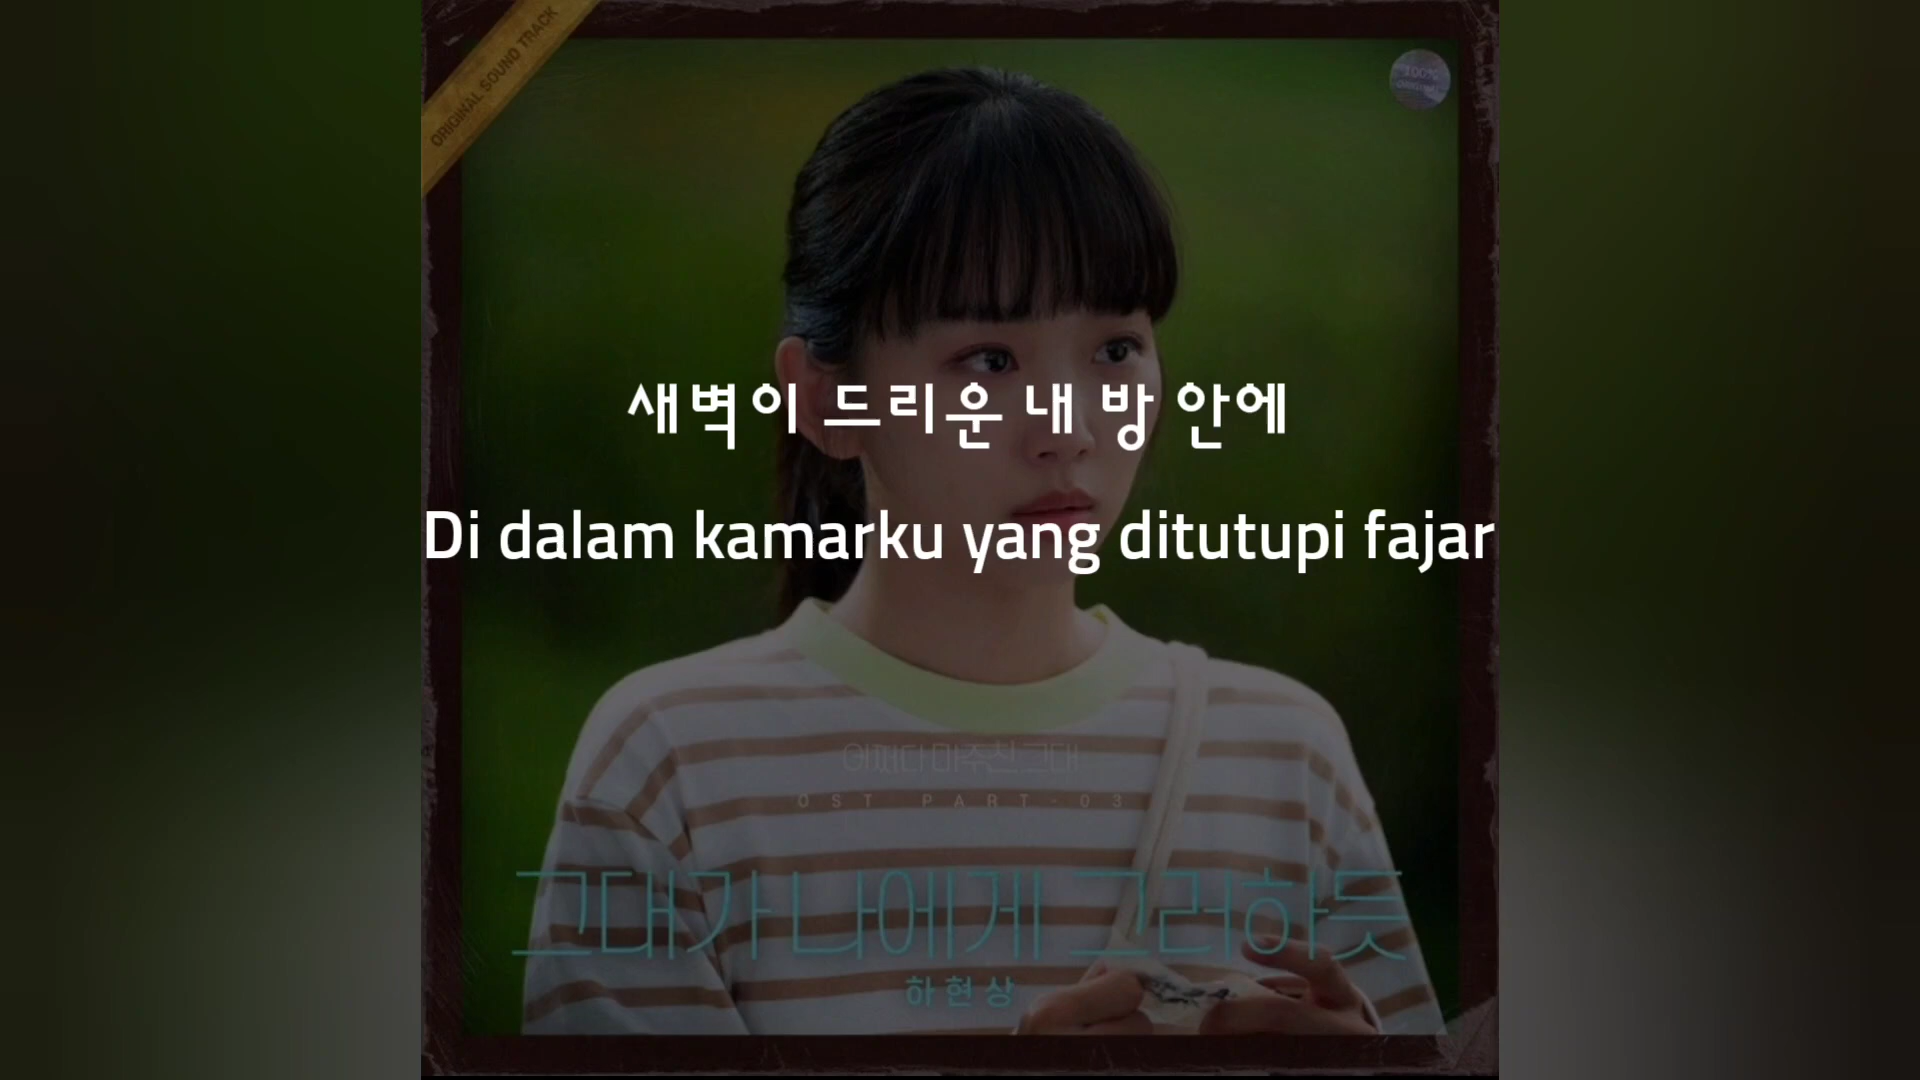 ORIGINAL SOUND TRACK
100%
ORIGINAL
새벽이 드리운 내 방 안에
Di dalam kamarku yang ditutupi fajar
어쩌다 마주친 그대
OST PART-03
그대가 나에게 그러하듯
하현상